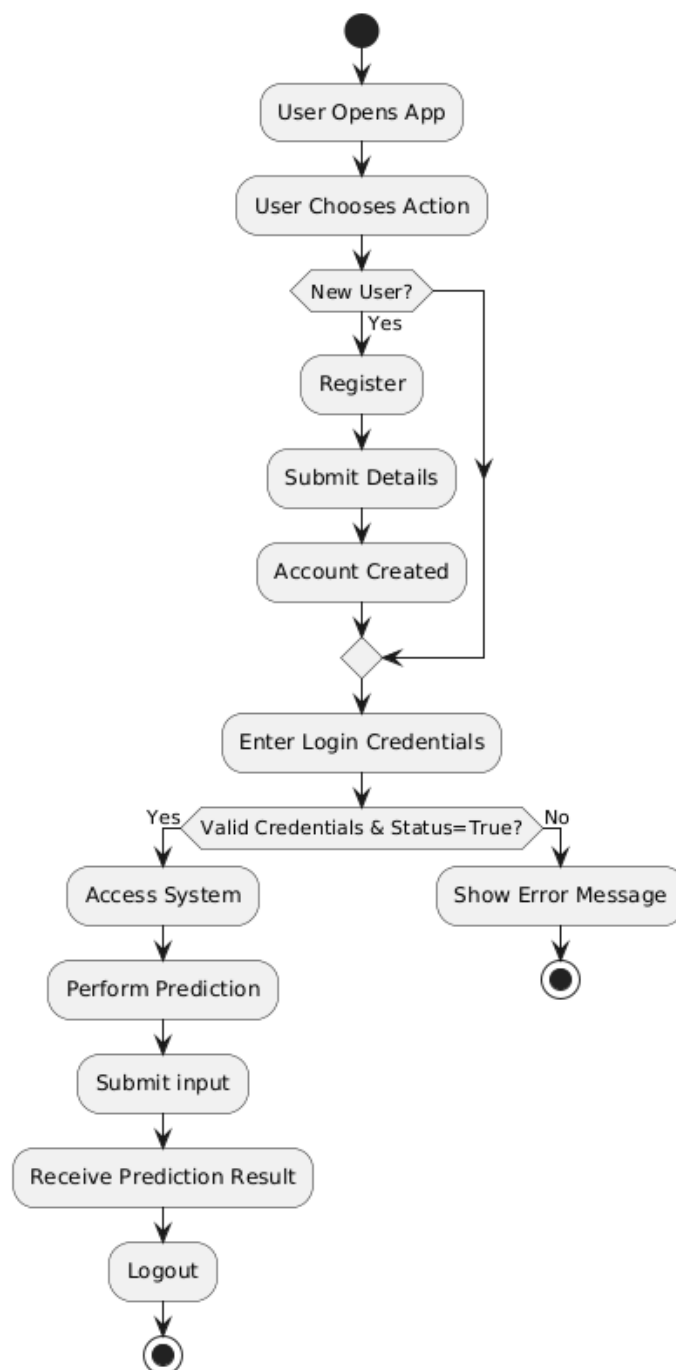 User Opens App
User Chooses Action
New User?
Yes
Register
Submit Details
Account Created
Enter Login Credentials
Yes
Valid Credentials & Status=True?
No
Access System
Show Error Message
Perform Prediction
Submit input
Receive Prediction Result
Logout